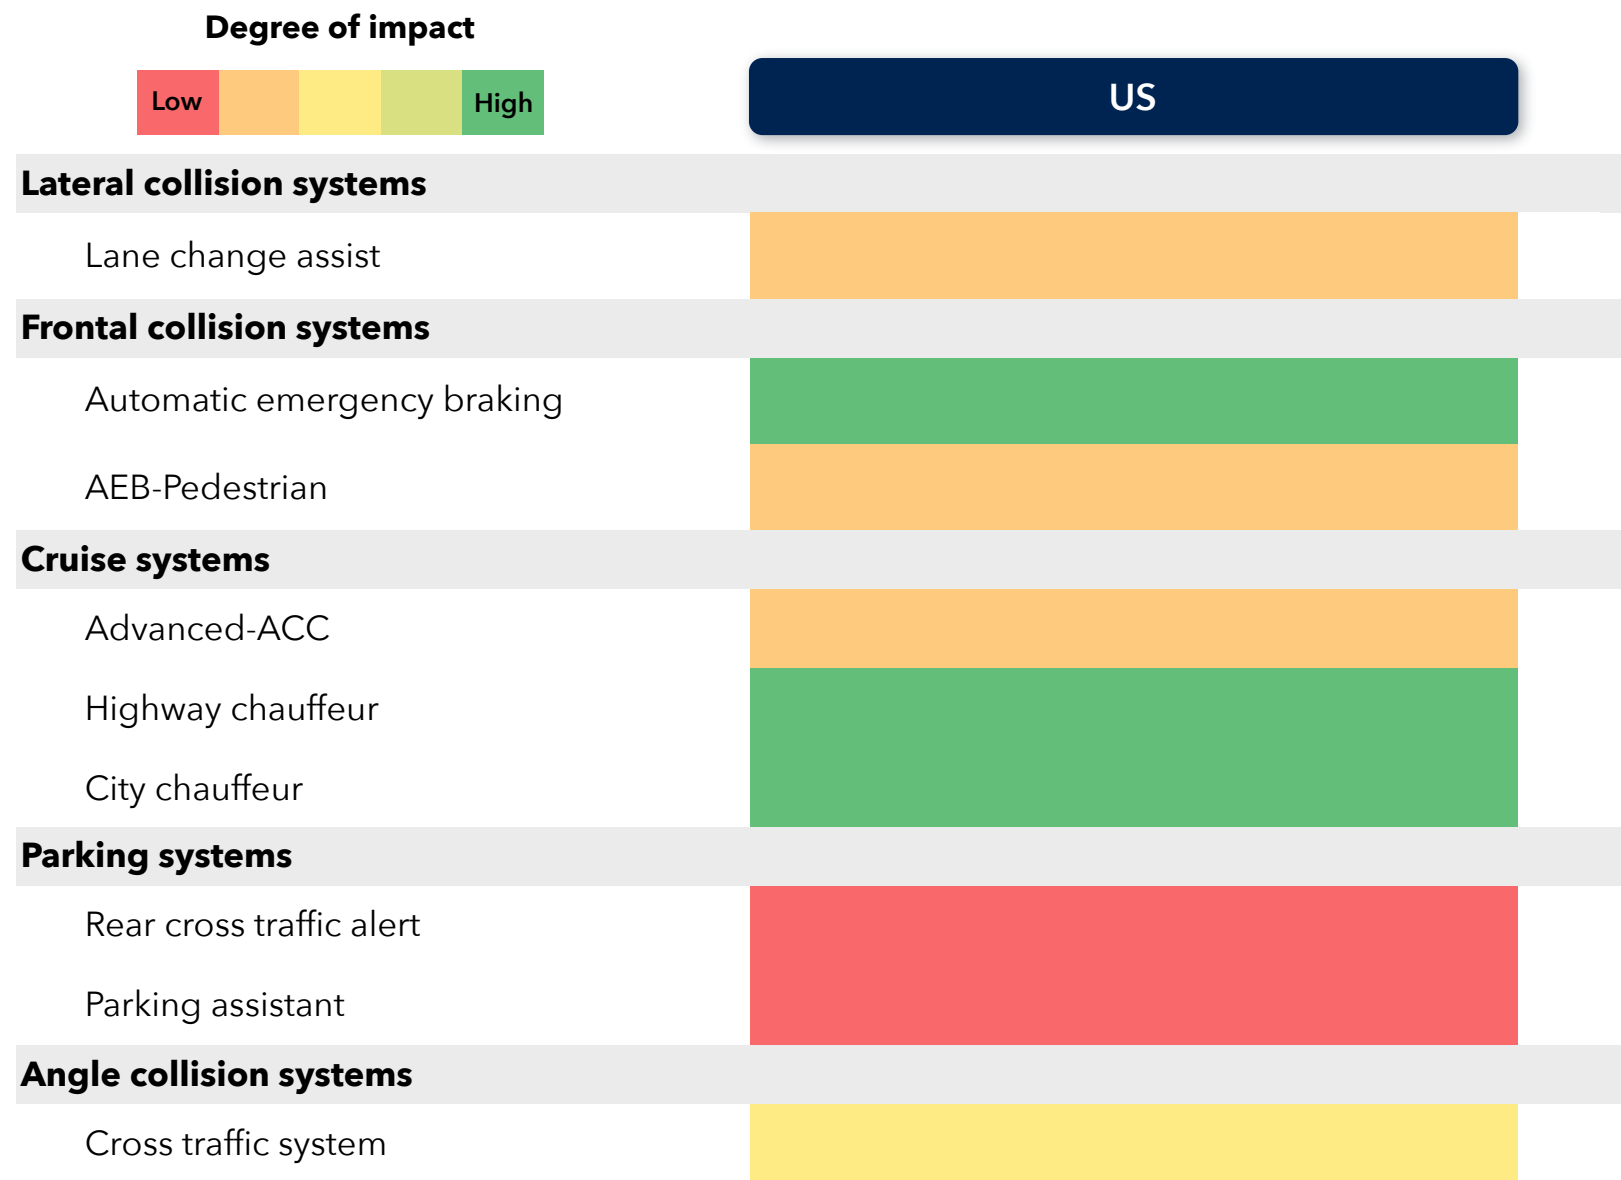 Degree of impact
Low
High
US
Lateral collision systems
Lane change assist
Frontal collision systems
Automatic emergency braking
AEB-Pedestrian
Cruise systems
Advanced-ACC
Highway chauffeur
City chauffeur
Parking systems
Rear cross traffic alert
Parking assistant
Angle collision systems
Cross traffic system